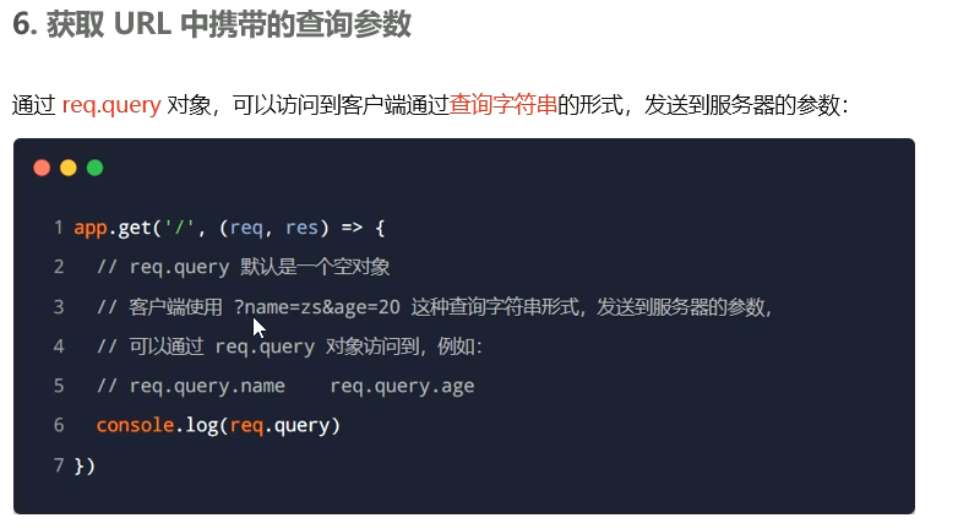 6. 获取 URL 中携带的查询参数
通过 req.query 对象，可以访问到客户端通过查询字符串的形式，发送到服务器的参数：
1 app.get('/', (req, res) => {
2   // req.query 默认是一个空对象
3   // 客户端使用 ?name=zs&age=20 这种查询字符串形式，发送到服务器的参数，
4   // 可以通过 req.query 对象访问到，例如：
5   // req.query.name    req.query.age
6   console.log(req.query)
7 })